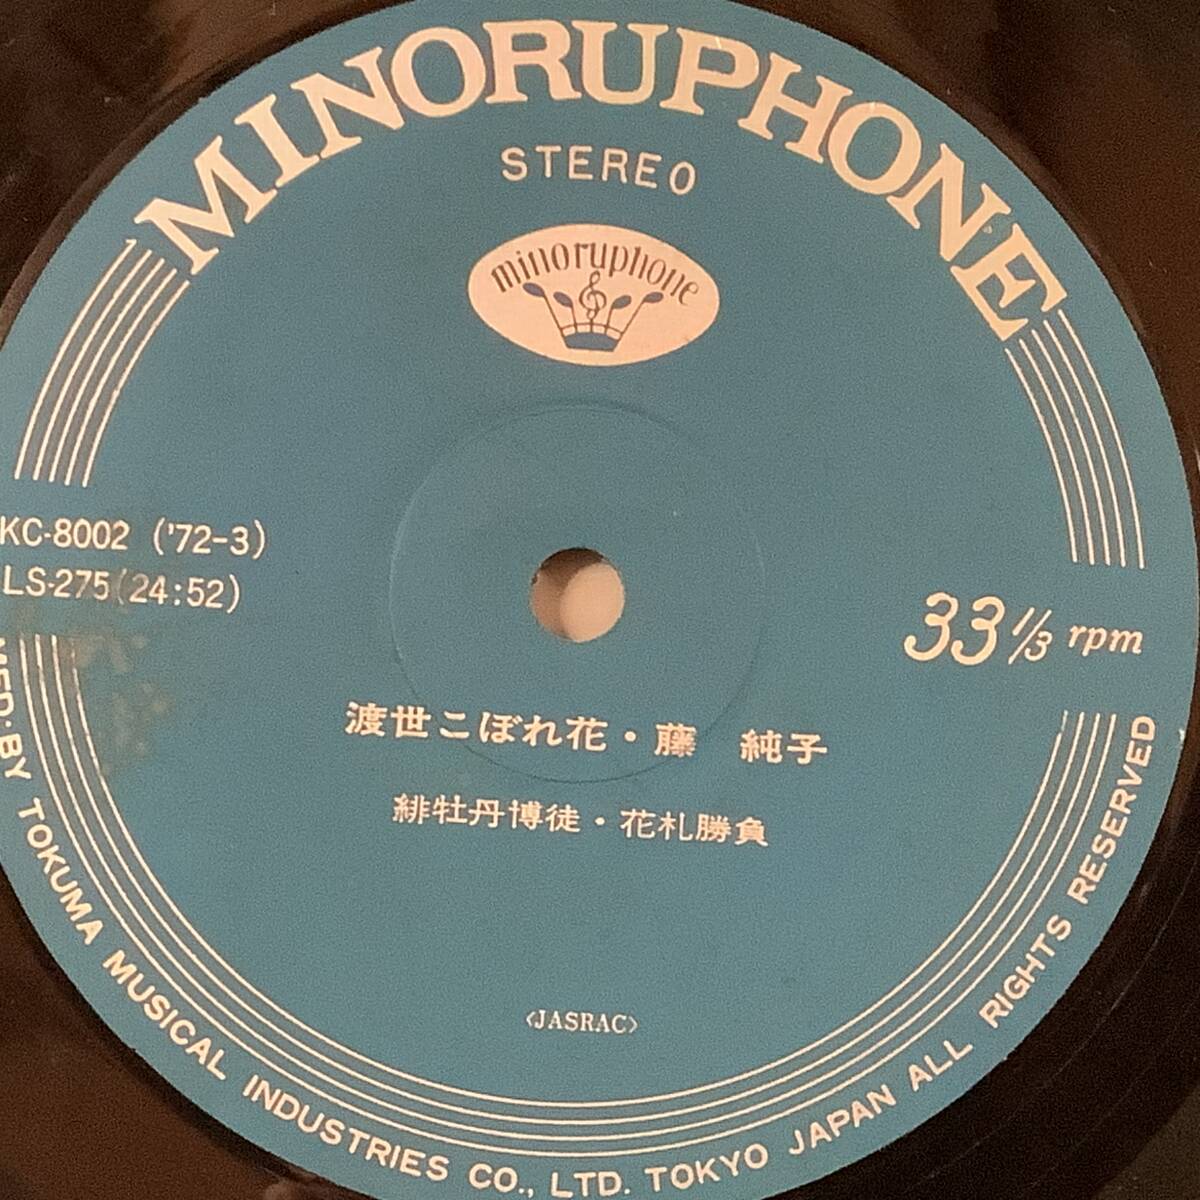 MINORUPHONE
STEREO
minoruphone
KC-8002 ('72-3)
LS-275(24:52)
33 1/3 rpm
渡世こぼれ花・藤 純子
緋牡丹博徒・花札勝負
〈JASRAC〉
BY TOKUMA MUSICAL INDUSTRIES CO., LTD. TOKYO JAPAN ALL RIGHTS RESERVED